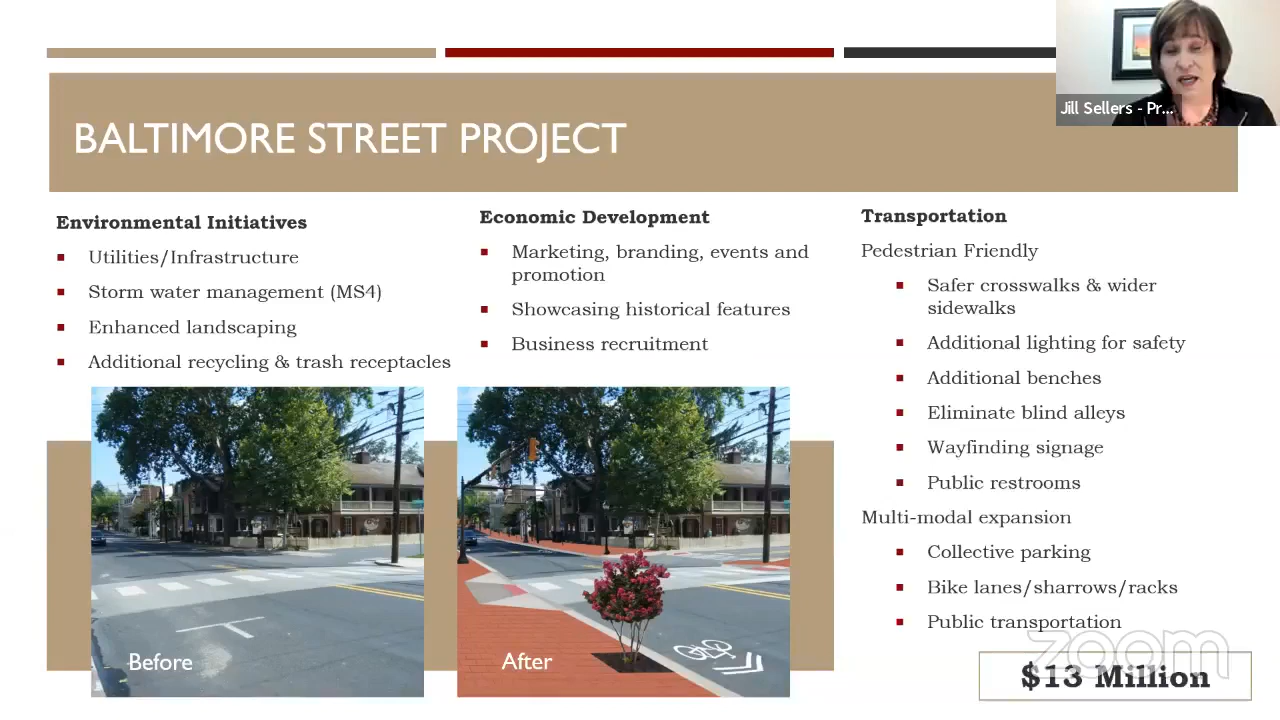 Jill Sellers - Pr...
BALTIMORE STREET PROJECT
Environmental Initiatives
Utilities/Infrastructure
Storm water management (MS4)
Enhanced landscaping
Additional recycling & trash receptacles
Economic Development
Marketing, branding, events and
promotion
Showcasing historical features
Business recruitment
Transportation
Pedestrian Friendly
Safer crosswalks & wider
sidewalks
Additional lighting for safety
Additional benches
Eliminate blind alleys
Wayfinding signage
Public restrooms
Multi-modal expansion
Collective parking
Bike lanes/sharrows/racks
Public transportation
Before
After
zoom
$13 Million